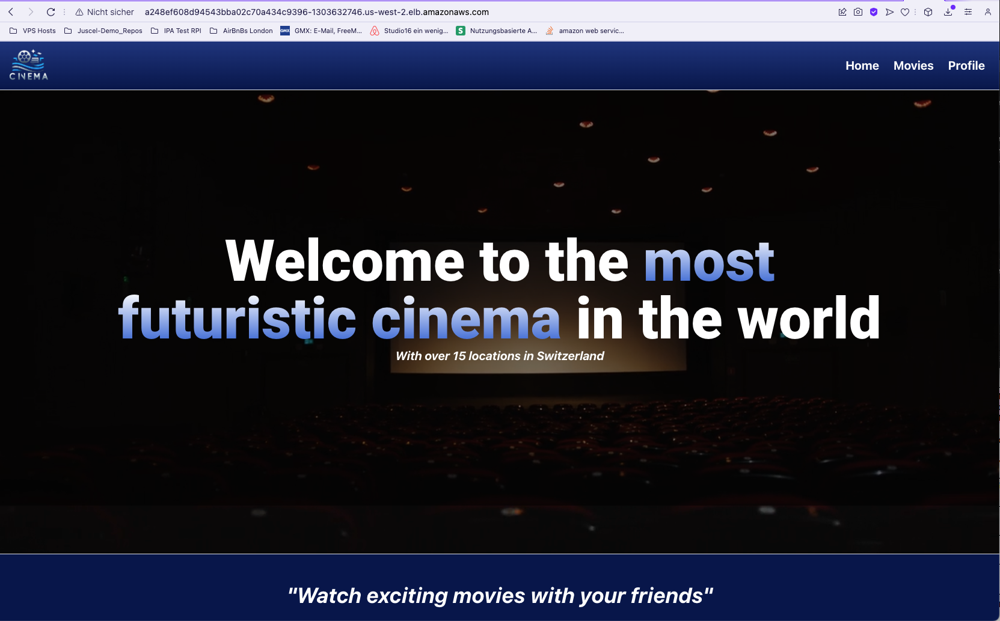 Nicht sicher a248ef608d94543bba02c70a434c9396-1303632746.us-west-2.elb.amazonaws.com
VPS Hosts Juscel-Demo_Repos IPA Test RPI AirBnBs London GMX GMX: E-Mail, FreeM... Studio16 ein wenig... S Nutzungsbasierte A... amazon web servic...
CINEMA
Home Movies Profile
Welcome to the most
futuristic cinema in the world
With over 15 locations in Switzerland
"Watch exciting movies with your friends"